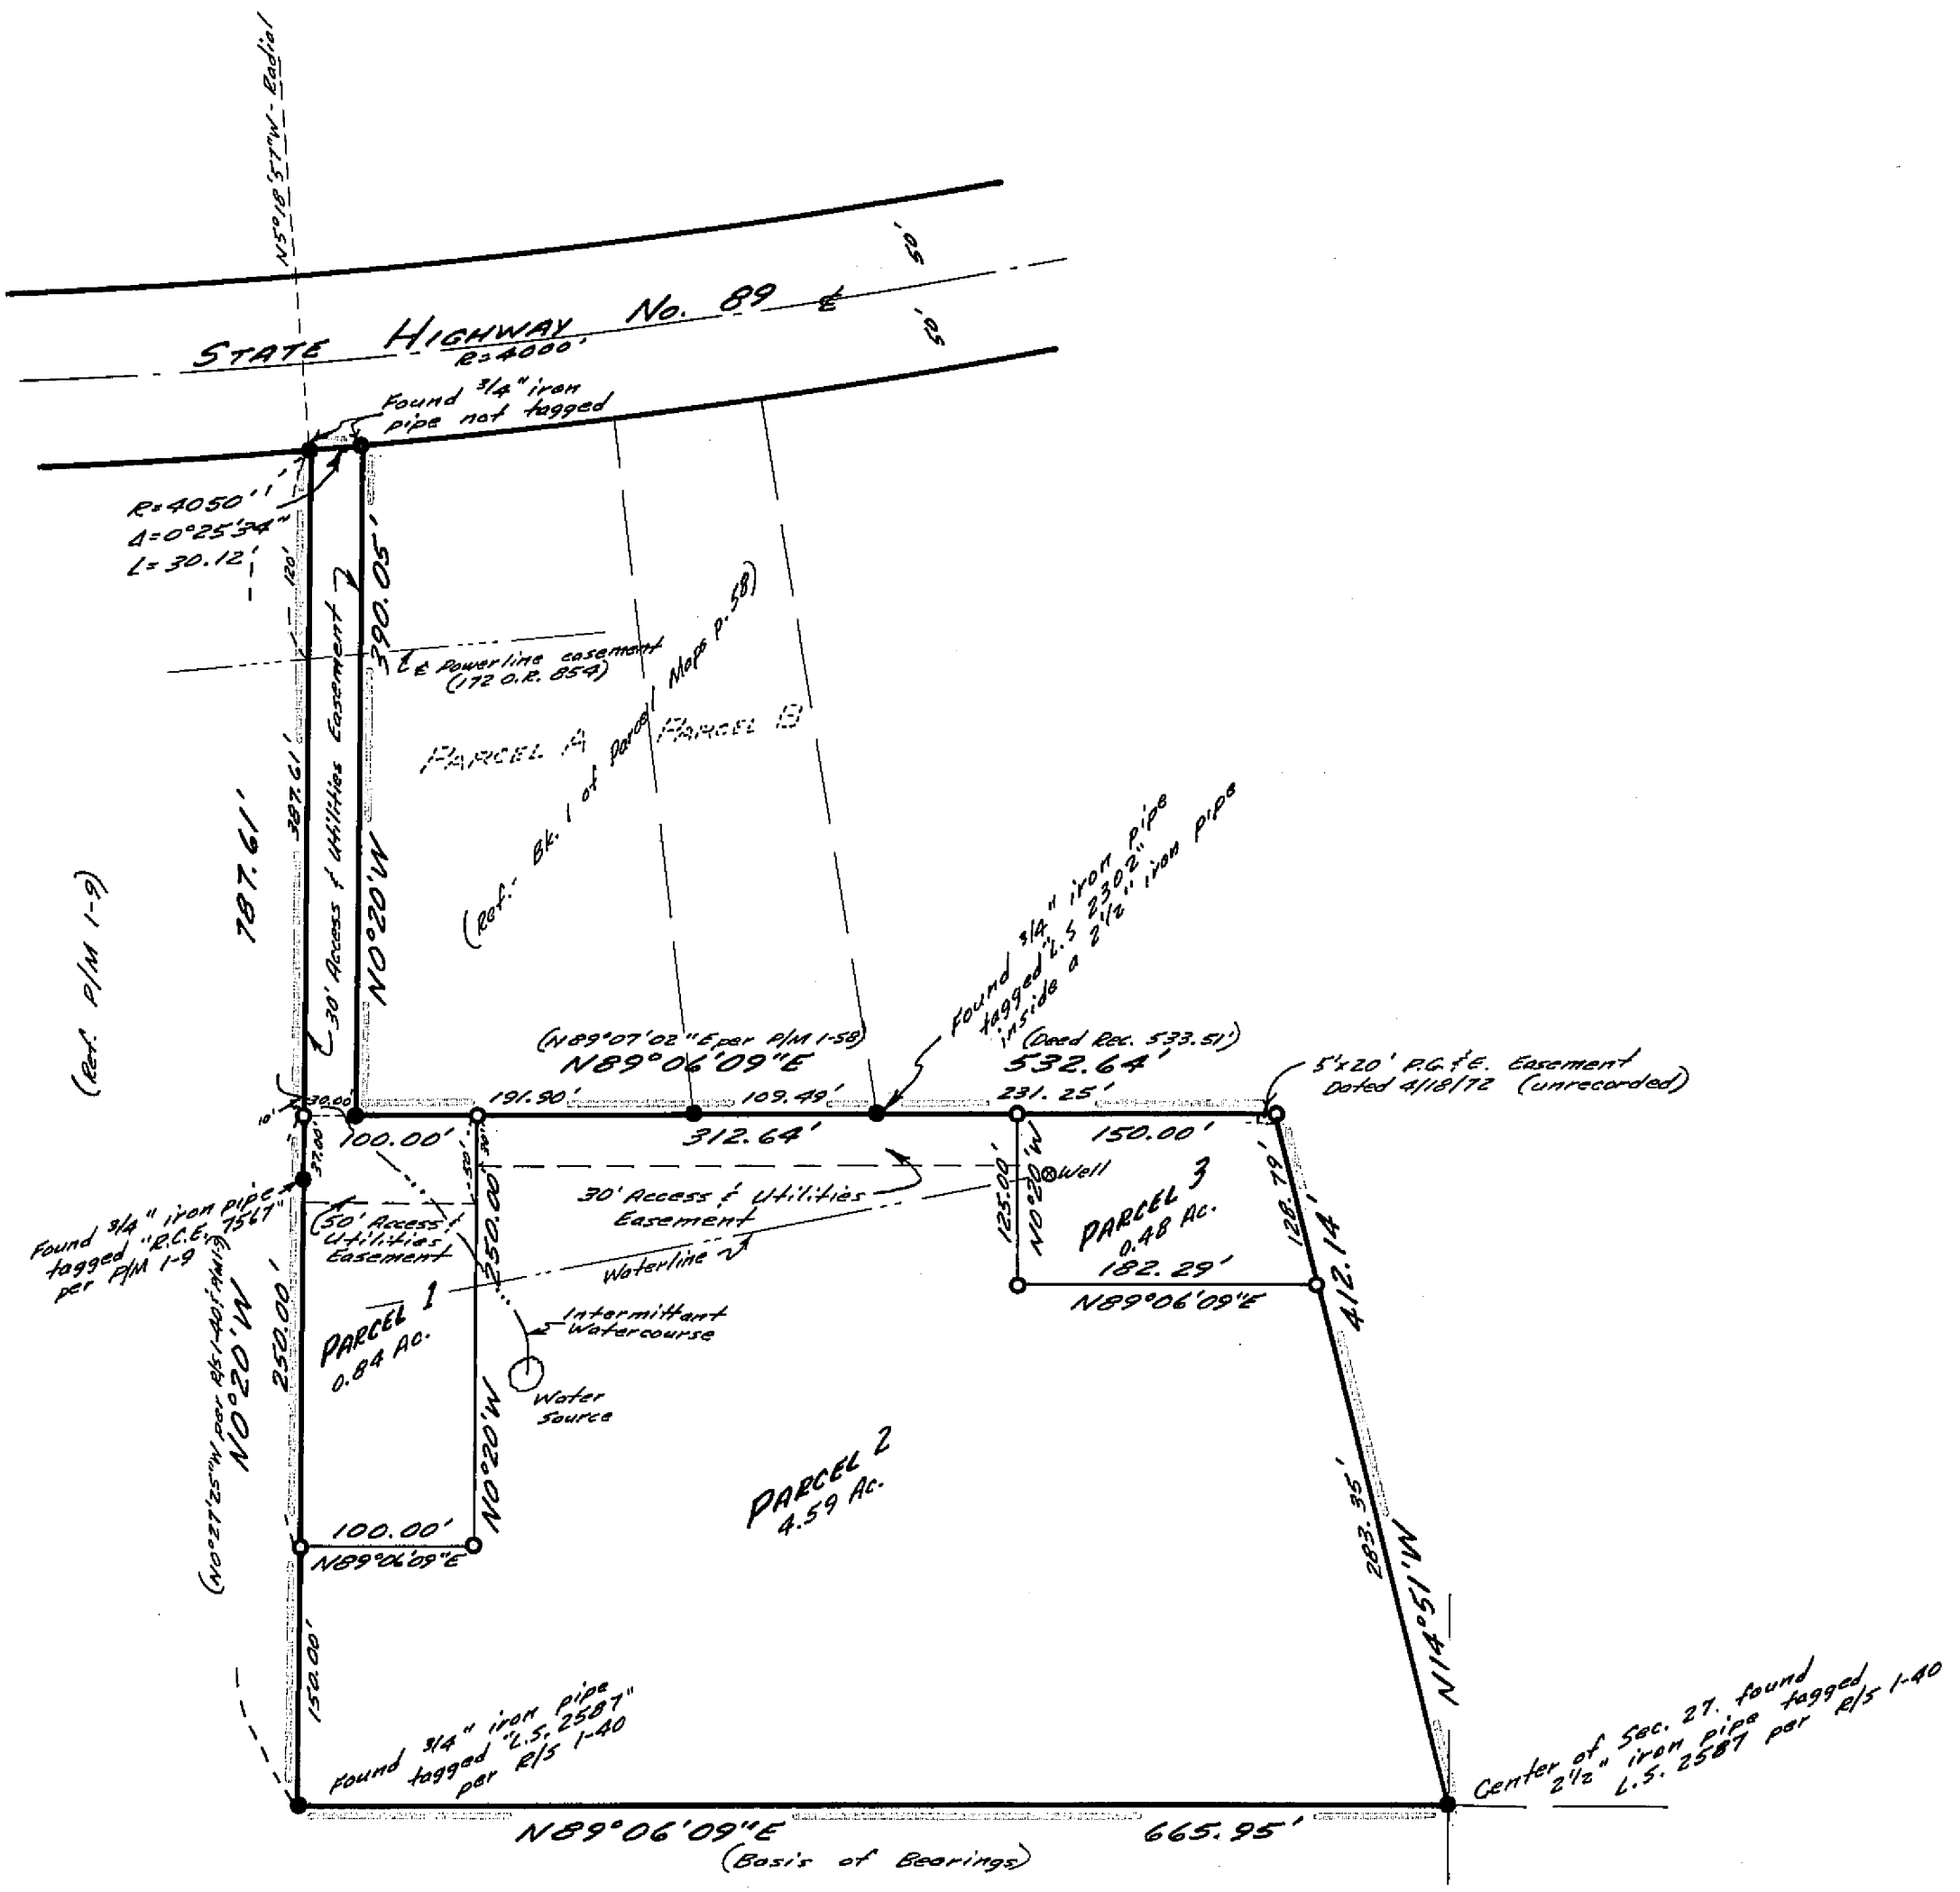 N5°18'57"W - Radial
50'
50'
STATE HIGHWAY No. 89 ℄
R=4000'
Found 3/4" iron
pipe not tagged
R=4050'
Δ=0°25'34"
L=30.12'
120'
390.05'
30' Access & Utilities Easement
℄ Powerline easement
(172 O.R. 854)
PARCEL A
PARCEL B
(Ref.- Bk. 1 of Parcel Maps p. 58)
387.61'
787.61'
N0°20'W
(Ref. P/M 1-9)
Found 3/4" iron pipe
tagged "L.S. 2302"
inside a 2 1/2" iron pipe
(N89°07'02"E per P/M 1-58)
N89°06'09"E
(Deed Rec. 533.51')
532.64'
5'x20' P.G.&E. Easement
Dated 4/18/72 (unrecorded)
10'
30.00'
191.90'
109.49'
231.25'
100.00'
312.64'
150.00'
37.00'
50'
30'
Well
30' Access & Utilities
Easement
125.00'
N0°20'W
PARCEL 3
0.48 Ac.
128.79'
412.14'
182.29'
N89°06'09"E
Found 3/4" iron pipe
tagged "R.C.E. 7567"
per P/M 1-9
50' Access &
Utilities
Easement
250.00'
Waterline
PARCEL 1
0.84 Ac.
Intermittant
Watercourse
Water
Source
250.00'
N0°20'W
(N0°27'25"W per R/S 1-40 & P/M 1-9)
N0°20'W
PARCEL 2
4.59 Ac.
100.00'
N89°06'09"E
283.35'
N14°51'W
150.00'
Found 3/4" iron pipe
tagged "L.S. 2587"
per R/S 1-40
Center of Sec. 27, found
2 1/2" iron pipe tagged
L.S. 2587 per R/S 1-40
N89°06'09"E
665.95'
(Basis of Bearings)